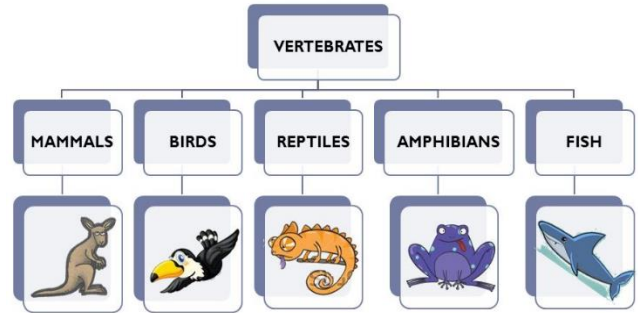 VERTEBRATES
MAMMALS
BIRDS
REPTILES
AMPHIBIANS
FISH